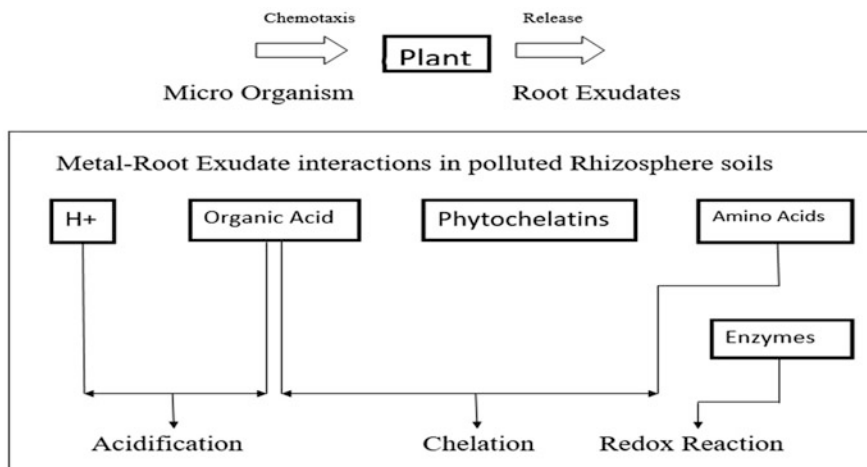 Chemotaxis
Release
Plant
Micro Organism
Root Exudates
Metal-Root Exudate interactions in polluted Rhizosphere soils
H+
Organic Acid
Phytochelatins
Amino Acids
Enzymes
Acidification
Chelation
Redox Reaction